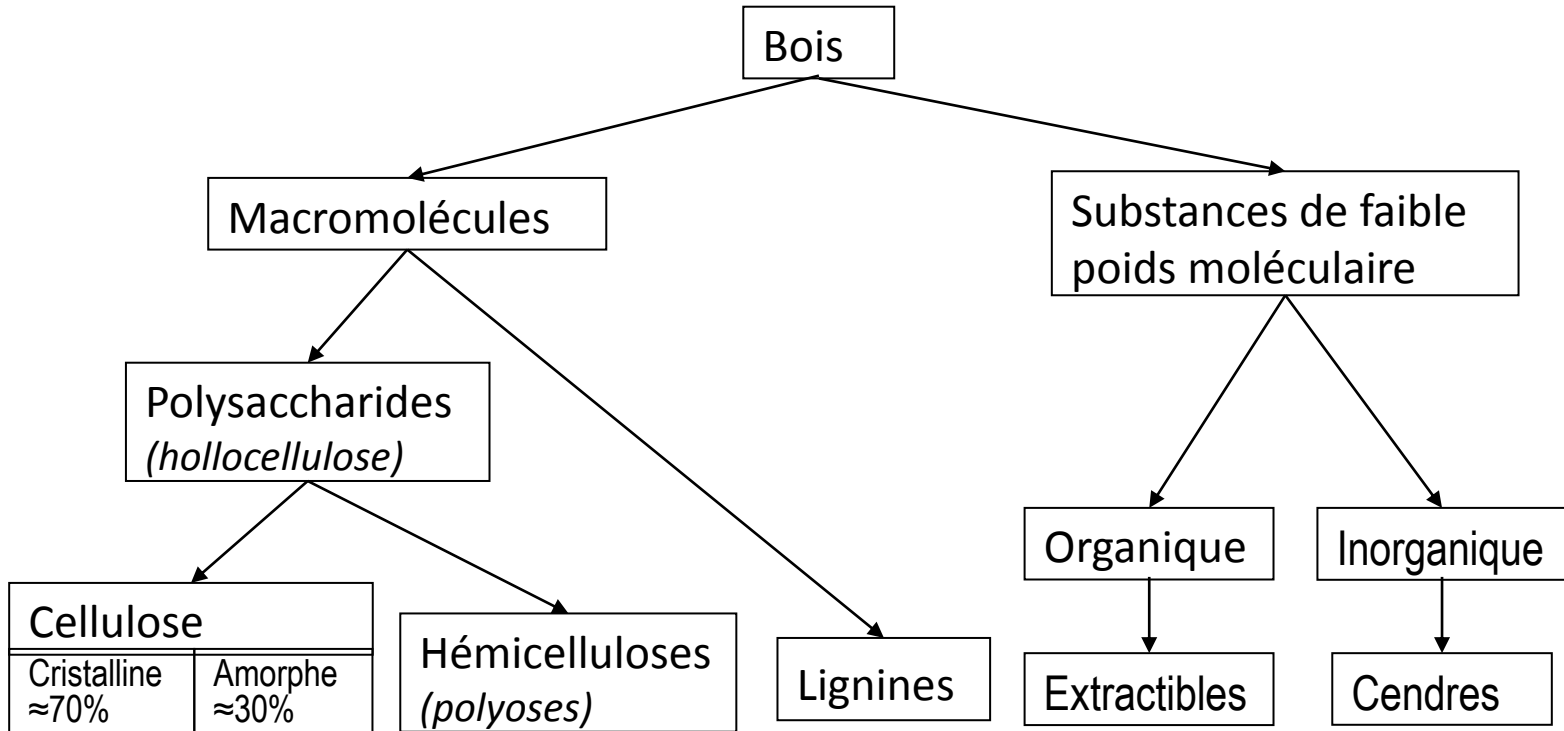 Bois
Macromolécules
Substances de faible
poids moléculaire
Polysaccharides
(hollocellulose)
Organique
Inorganique
Cellulose
Cristalline
≈70%
Amorphe
≈30%
Hémicelluloses
(polyoses)
Lignines
Extractibles
Cendres